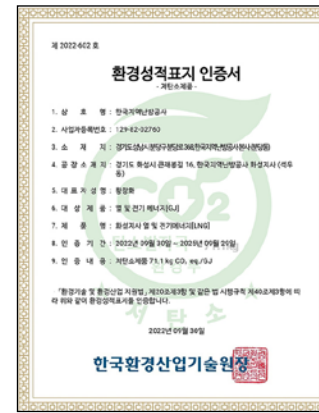 제 2022-602 호
환경성적표지 인증서
- 저탄소제품 -
1. 상 호 명 : 한국지역난방공사
2. 사업자등록번호 : 129-82-02760
3. 소 재 지 : 경기도 성남시 분당구 분당로 368, 한국지역난방공사 본사 (분당동)
4. 공 장 소 재 지 : 경기도 화성시 큰재봉길 16, 한국지역난방공사 화성지사 (석우
동)
5. 대 표 자 성 명 : 황창화
6. 대 상 제 품 : 열 및 전기 에너지[GJ]
7. 제 품 명 : 화성지사 열 및 전기에너지[LNG]
8. 인 증 기 간 : 2022년 09월 30일 ~ 2025년 09월 29일
9. 인 증 내 용 : 저탄소제품 71.1 kg CO₂ eq./GJ
「환경기술 및 환경산업 지원법」 제20조제3항 및 같은 법 시행규칙 제40조제3항에 따
라 위와 같이 환경성적표지를 인증합니다.
2022년 09월 30일
한국환경산업기술원장
CO2
저탄소
환경부